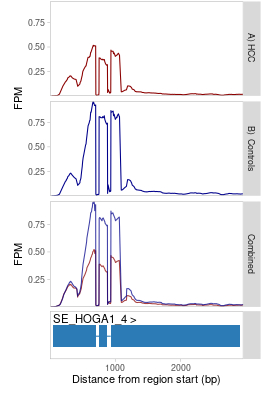 0.75
0.50
0.25
FPM
A) HCC
0.75
0.50
0.25
B) Controls
0.75
0.50
0.25
FPM
Combined
SE_HOGA1_4 >
1000
2000
Distance from region start (bp)